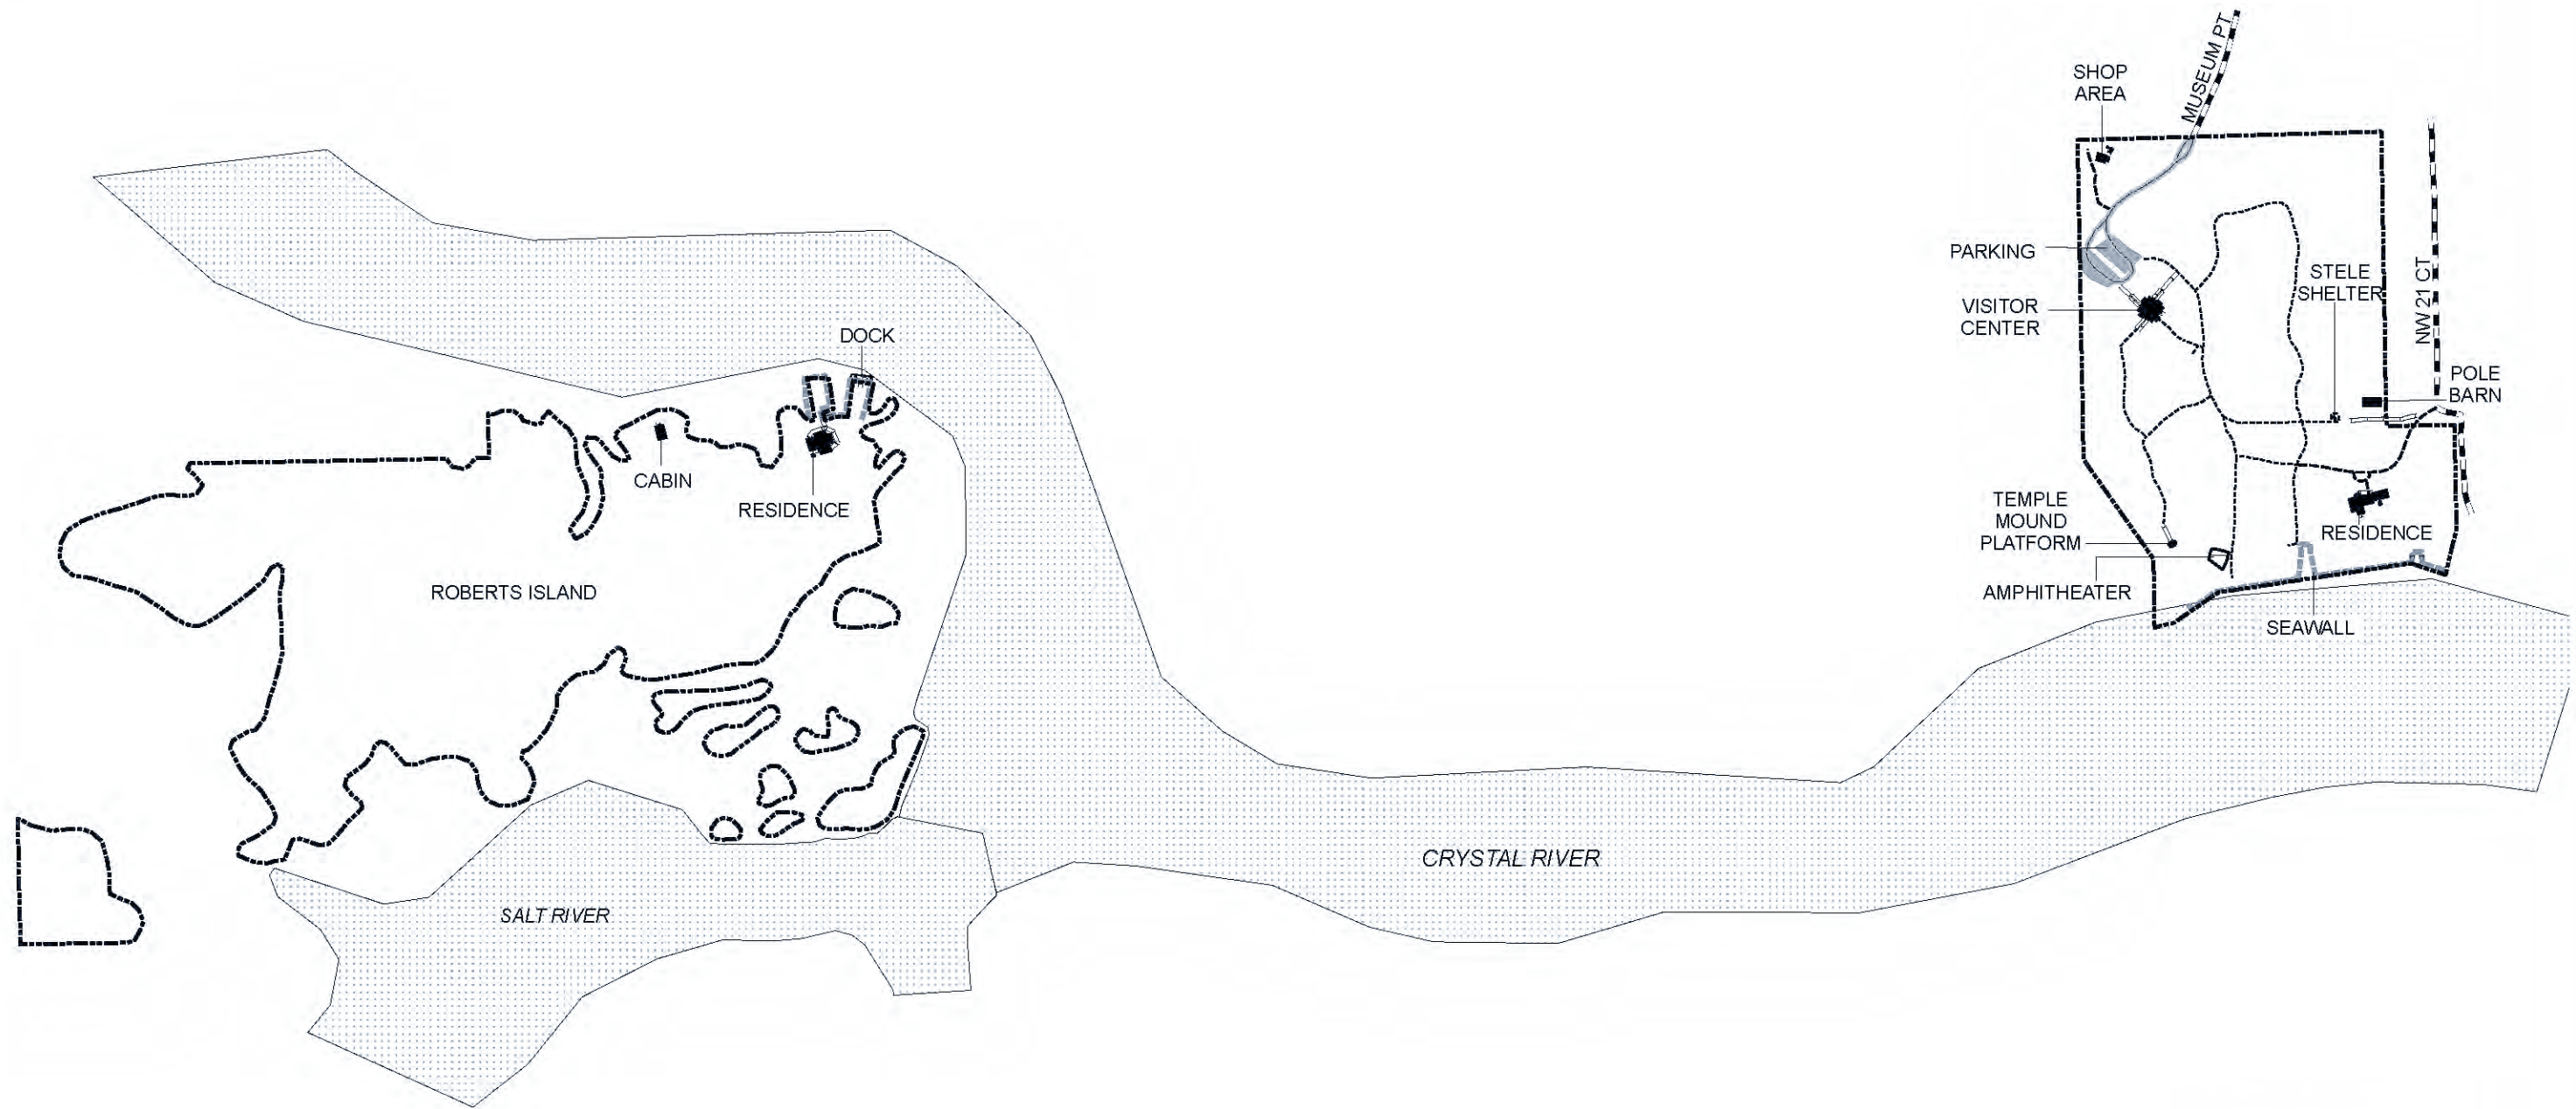 MUSEUM PT
SHOP
AREA
PARKING
STELE
SHELTER
NW 21 CT
VISITOR
CENTER
DOCK
POLE
BARN
CABIN
RESIDENCE
TEMPLE
MOUND
PLATFORM
RESIDENCE
ROBERTS ISLAND
AMPHITHEATER
SEAWALL
CRYSTAL RIVER
SALT RIVER